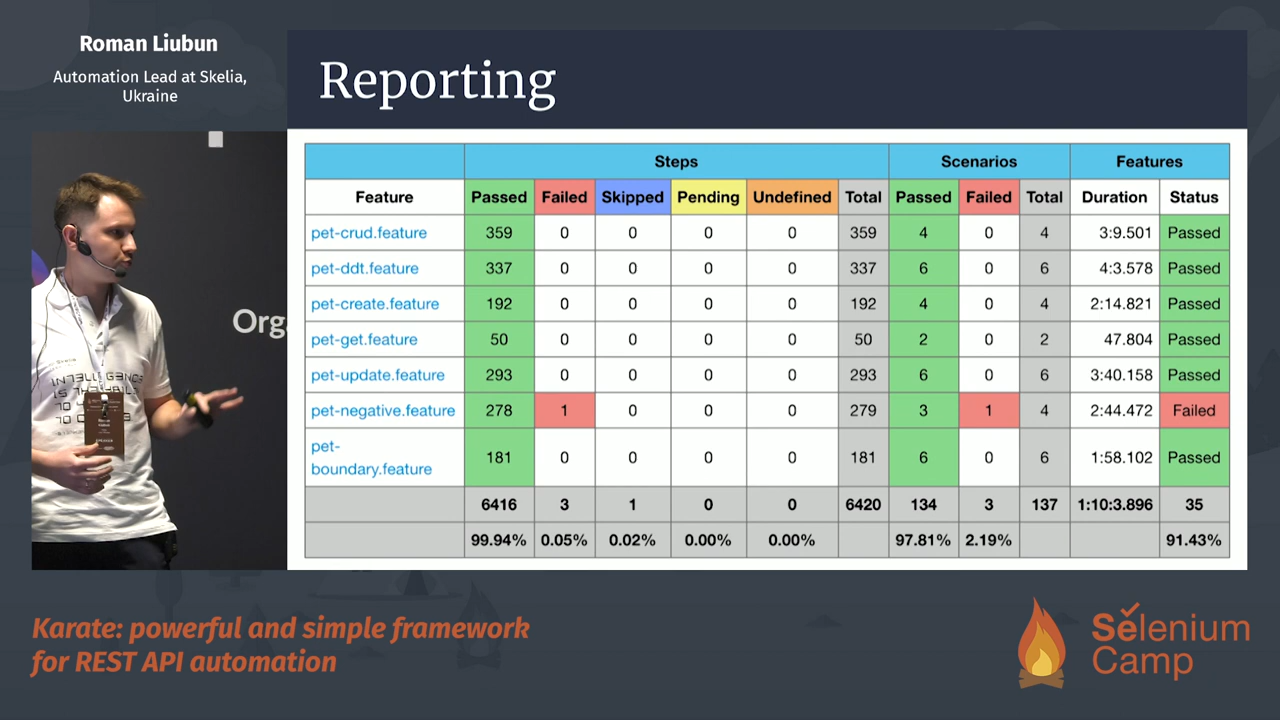 Roman Liubun
Automation Lead at Skelia,
Ukraine
Reporting
Steps Scenarios Features
Feature Passed Failed Skipped Pending Undefined Total Passed Failed Total Duration Status
pet-crud.feature 359 0 0 0 0 359 4 0 4 3:9.501 Passed
pet-ddt.feature 337 0 0 0 0 337 6 0 6 4:3.578 Passed
pet-create.feature 192 0 0 0 0 192 4 0 4 2:14.821 Passed
pet-get.feature 50 0 0 0 0 50 2 0 2 47.804 Passed
pet-update.feature 293 0 0 0 0 293 6 0 6 3:40.158 Passed
pet-negative.feature 278 1 0 0 0 279 3 1 4 2:44.472 Failed
pet-
boundary.feature 181 0 0 0 0 181 6 0 6 1:58.102 Passed
6416 3 1 0 0 6420 134 3 137 1:10:3.896 35
99.94% 0.05% 0.02% 0.00% 0.00% 97.81% 2.19% 91.43%
Org
Karate: powerful and simple framework
for REST API automation
Selenium
Camp